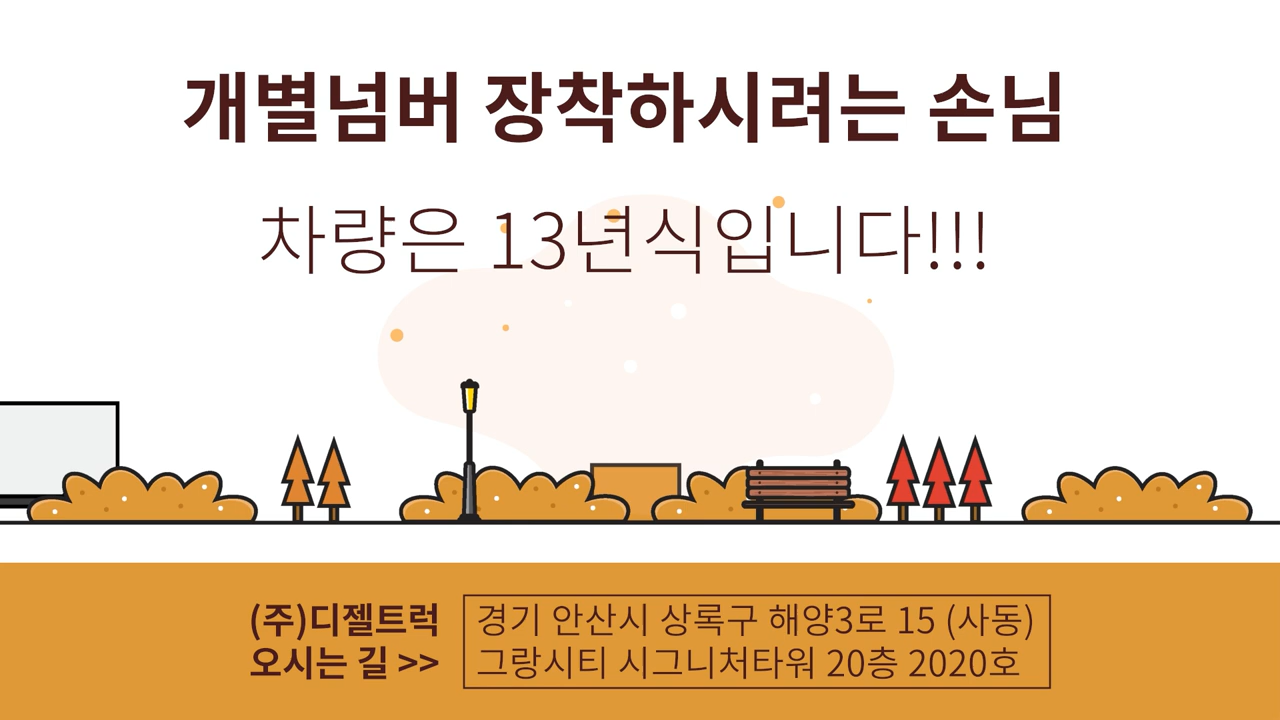 개별넘버 장착하시려는 손님
차량은 13년식입니다!!!
(주)디젤트럭
오시는 길 >>
경기 안산시 상록구 해양3로 15 (사동)
그랑시티 시그니처타워 20층 2020호